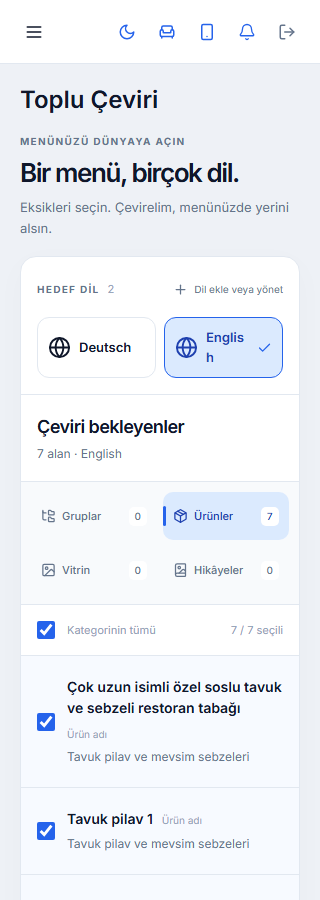 Toplu Çeviri
MENÜNÜZÜ DÜNYAYA AÇIN
Bir menü, birçok dil.
Eksikleri seçin. Çevirelim, menünüzde yerini
alsın.
HEDEF DİL 2
Dil ekle veya yönet
Deutsch
Englis
h
Çeviri bekleyenler
7 alan · English
Gruplar 0
Ürünler 7
Vitrin 0
Hikâyeler 0
Kategorinin tümü
7 / 7 seçili
Çok uzun isimli özel soslu tavuk
ve sebzeli restoran tabağı
Ürün adı
Tavuk pilav ve mevsim sebzeleri
Tavuk pilav 1 Ürün adı
Tavuk pilav ve mevsim sebzeleri